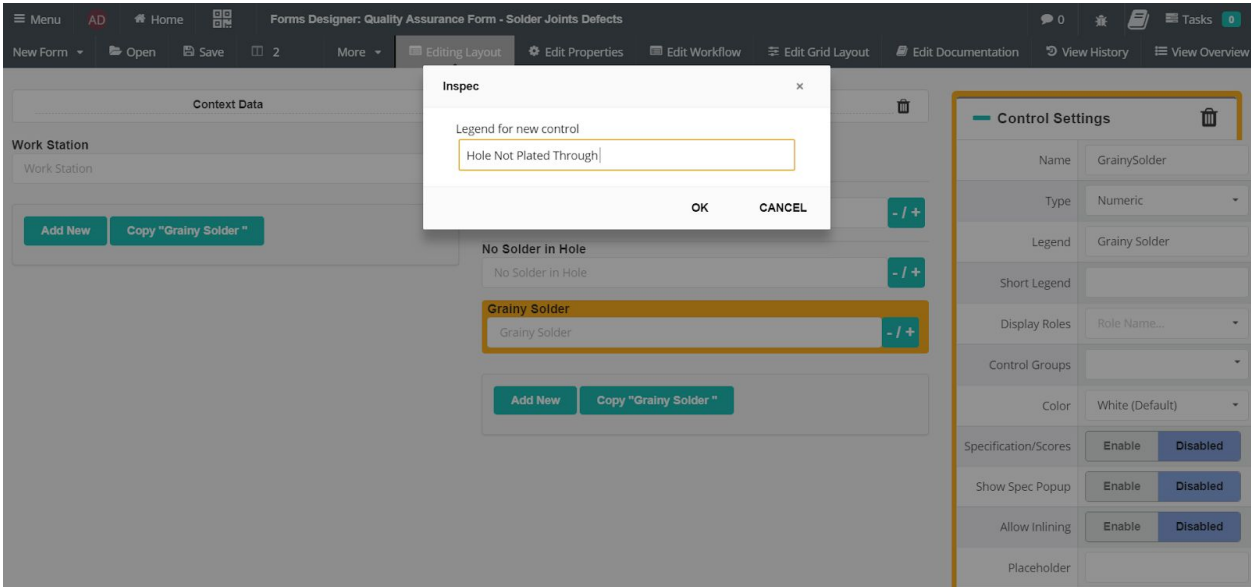 Menu AD Home Forms Designer: Quality Assurance Form - Solder Joints Defects 0 Tasks 0
New Form Open Save 2 More Editing Layout Edit Properties Edit Workflow Edit Grid Layout Edit Documentation View History View Overview
Inspec ×
Legend for new control
Hole Not Plated Through
OK CANCEL
Context Data
Work Station
Work Station
Add New Copy "Grainy Solder "
- / +
No Solder in Hole
No Solder in Hole - / +
Grainy Solder
Grainy Solder - / +
Add New Copy "Grainy Solder "
Control Settings
Name GrainySolder
Type Numeric
Legend Grainy Solder
Short Legend
Display Roles Role Name...
Control Groups
Color White (Default)
Specification/Scores Enable Disabled
Show Spec Popup Enable Disabled
Allow Inlining Enable Disabled
Placeholder